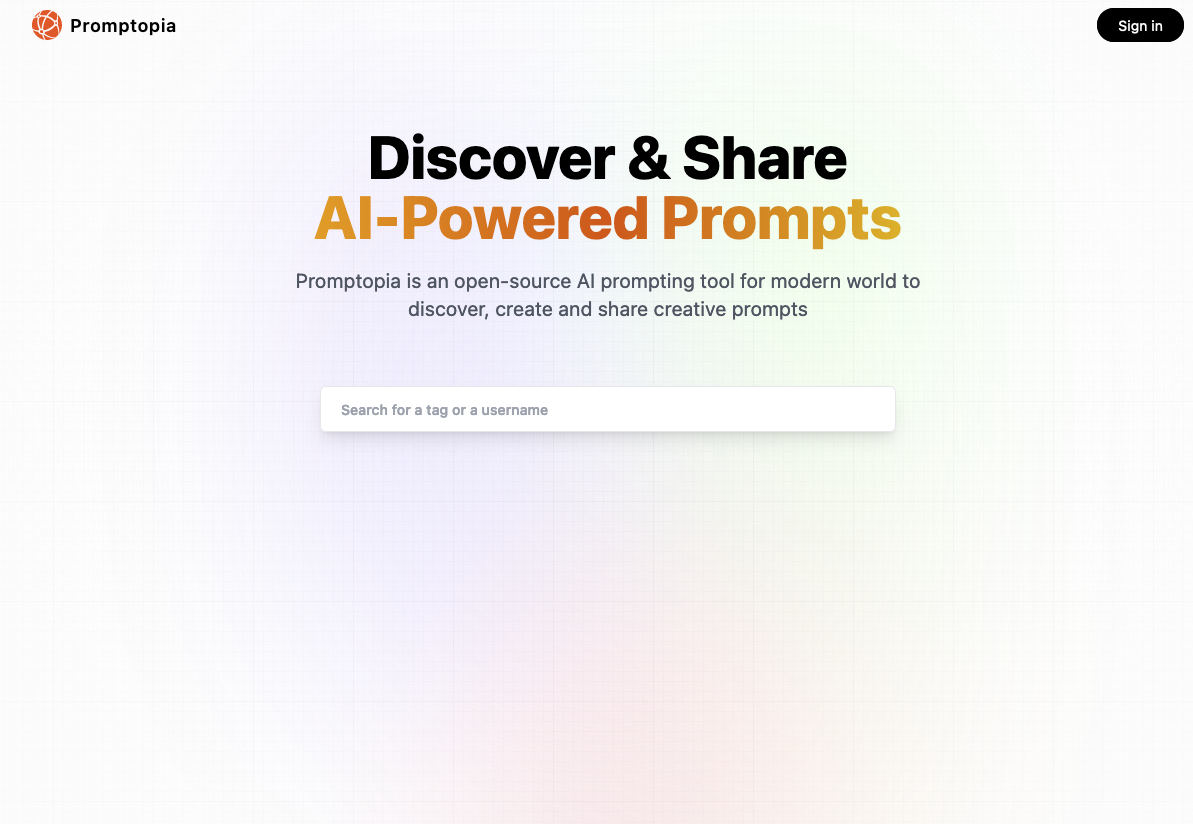 Promptopia
Sign in
Discover & Share
AI-Powered Prompts
Promptopia is an open-source AI prompting tool for modern world to
discover, create and share creative prompts
Search for a tag or a username